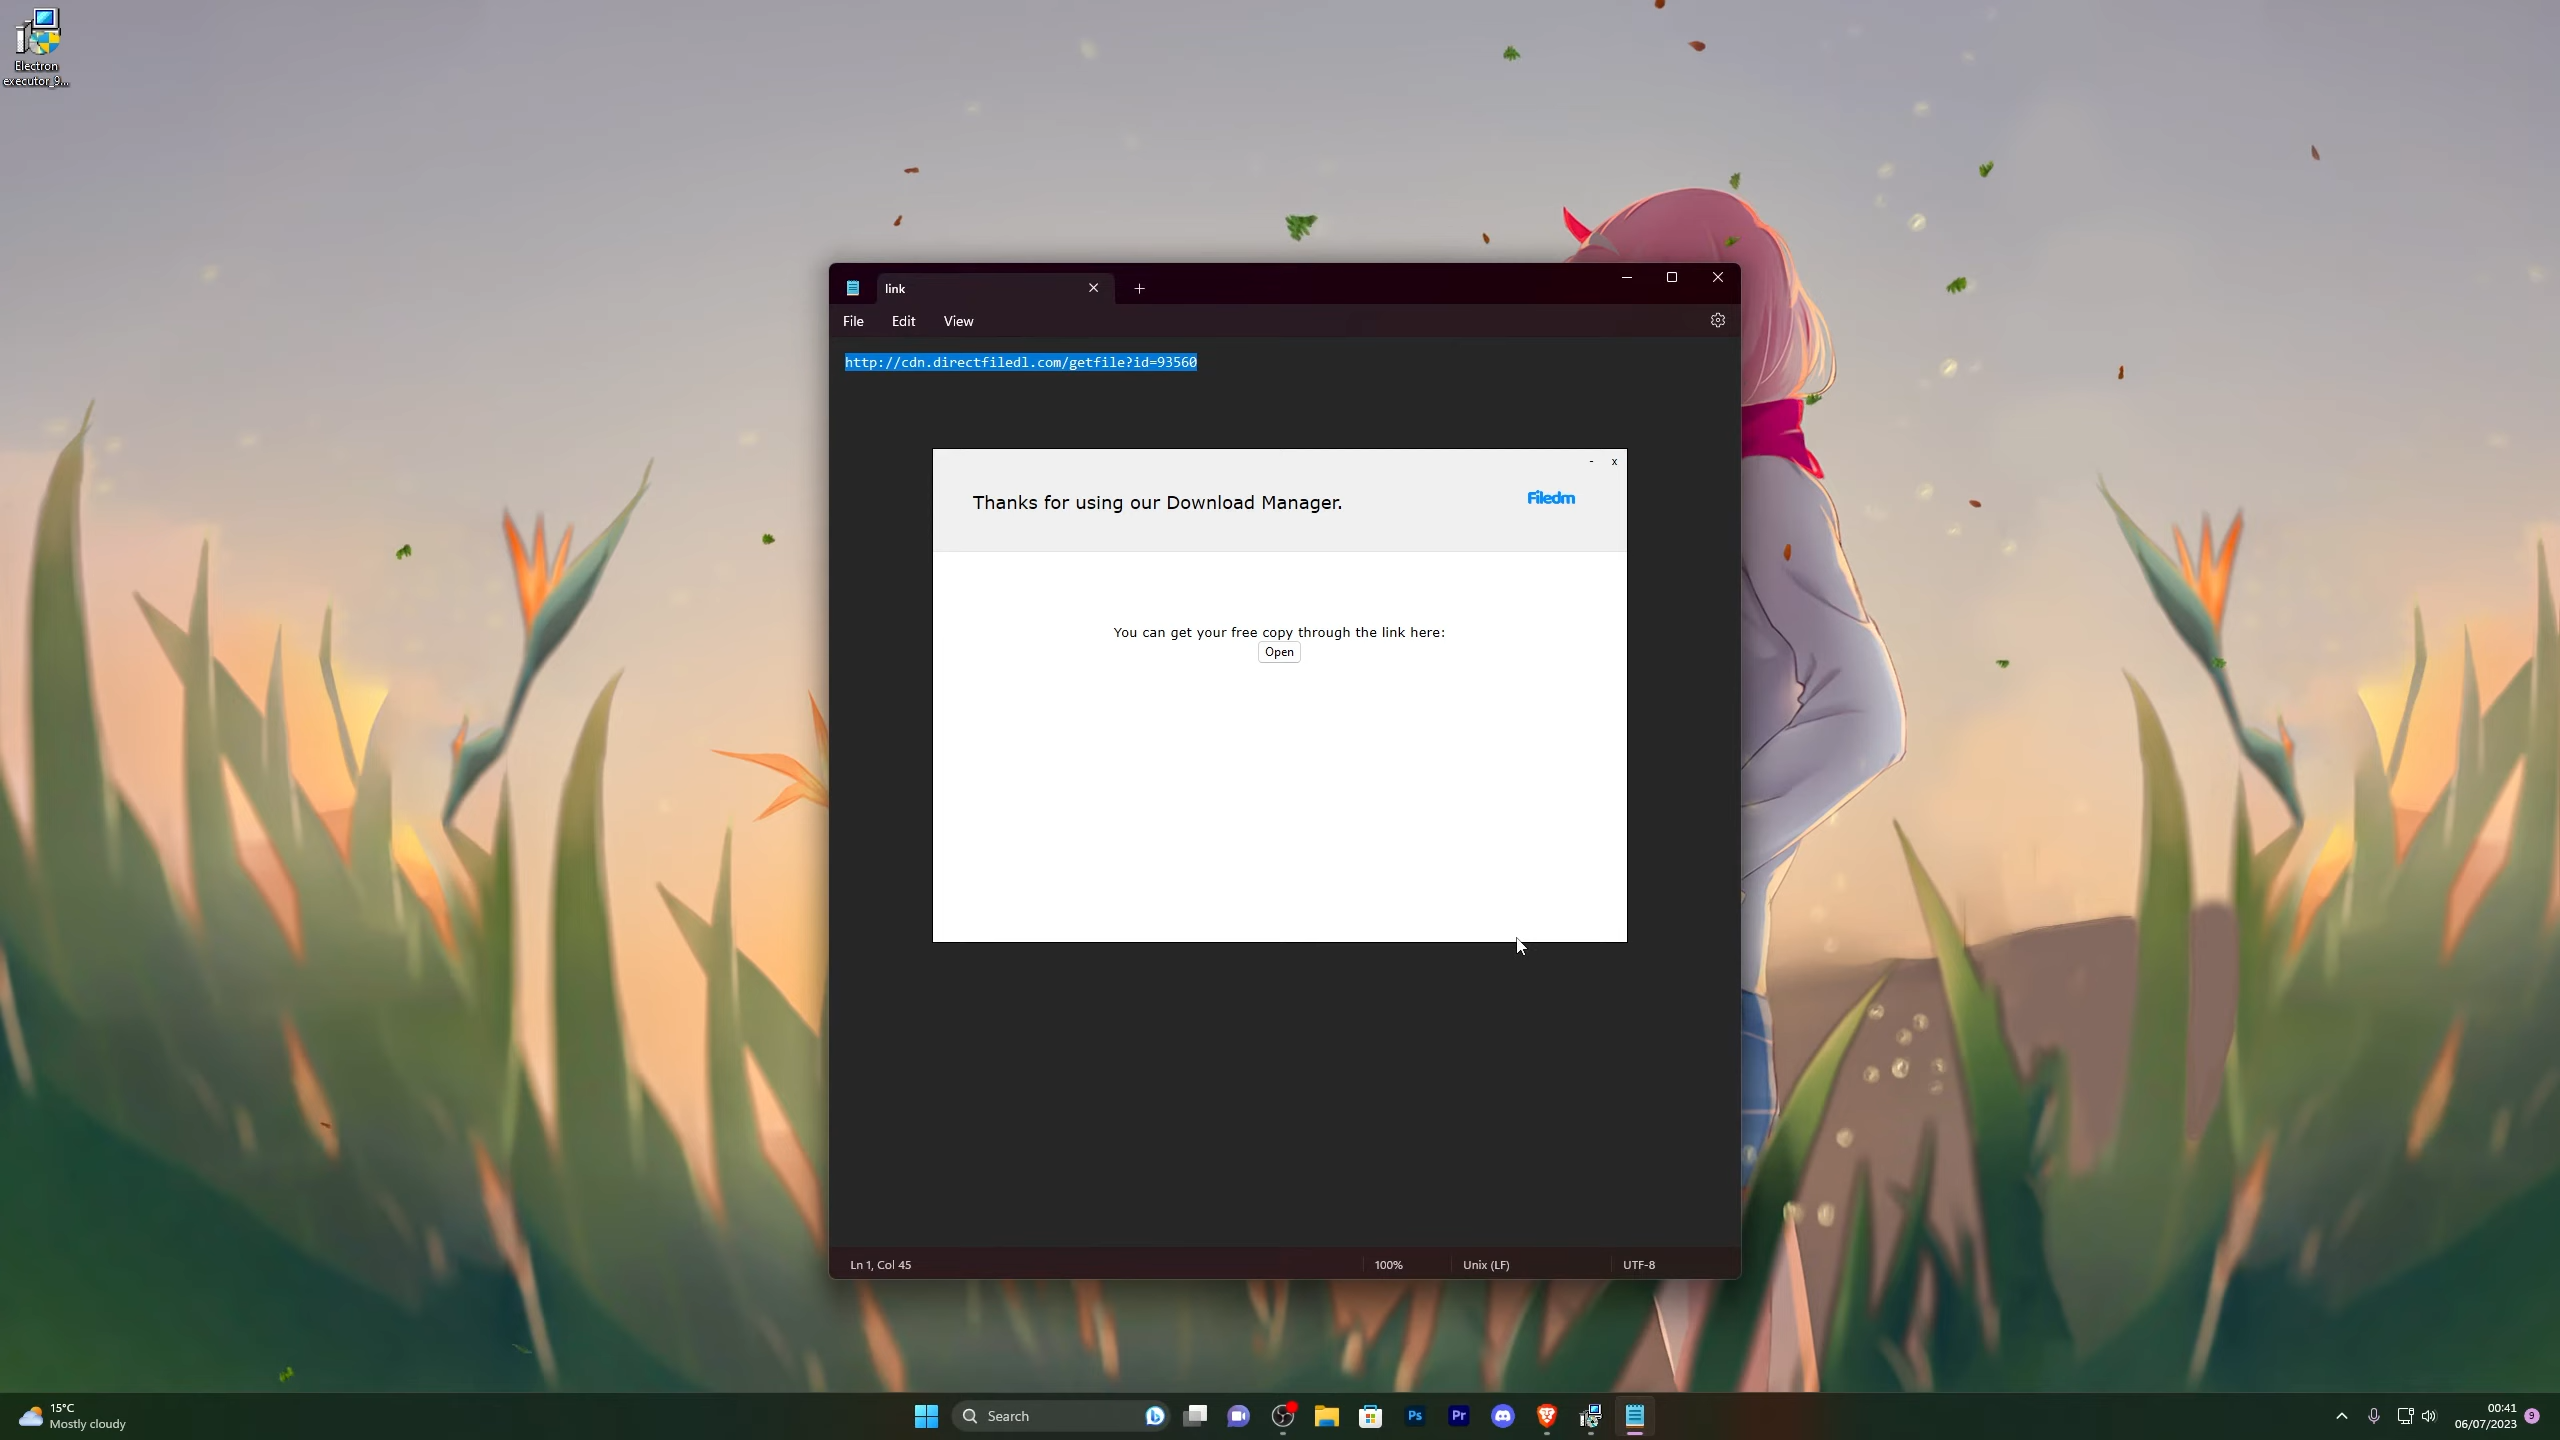 Electron
executor_9...
link
File
Edit
View
http://cdn.directfiledl.com/getfile?id=93560
- x
Thanks for using our Download Manager.
Filedm
You can get your free copy through the link here:
Open
Ln 1, Col 45
100%
Unix (LF)
UTF-8
15°C
Mostly cloudy
Search
Ps
Pr
00:41
06/07/2023
9